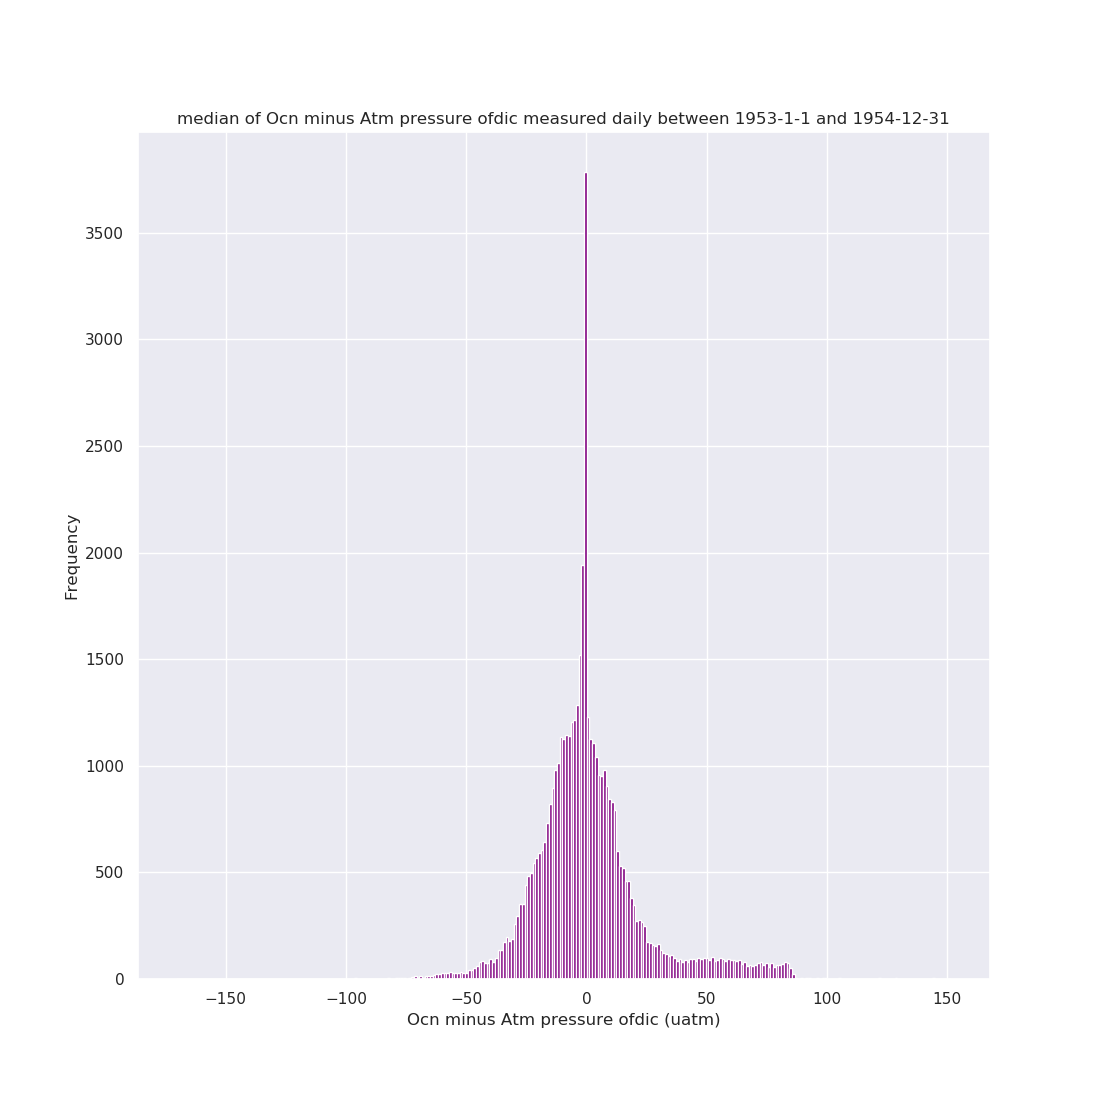 median of Ocn minus Atm pressure ofdic measured daily between 1953-1-1 and 1954-12-31
3500
3000
2500
2000
1500
1000
500
0
Frequency
−150 −100 −50 0 50 100 150
Ocn minus Atm pressure ofdic (uatm)